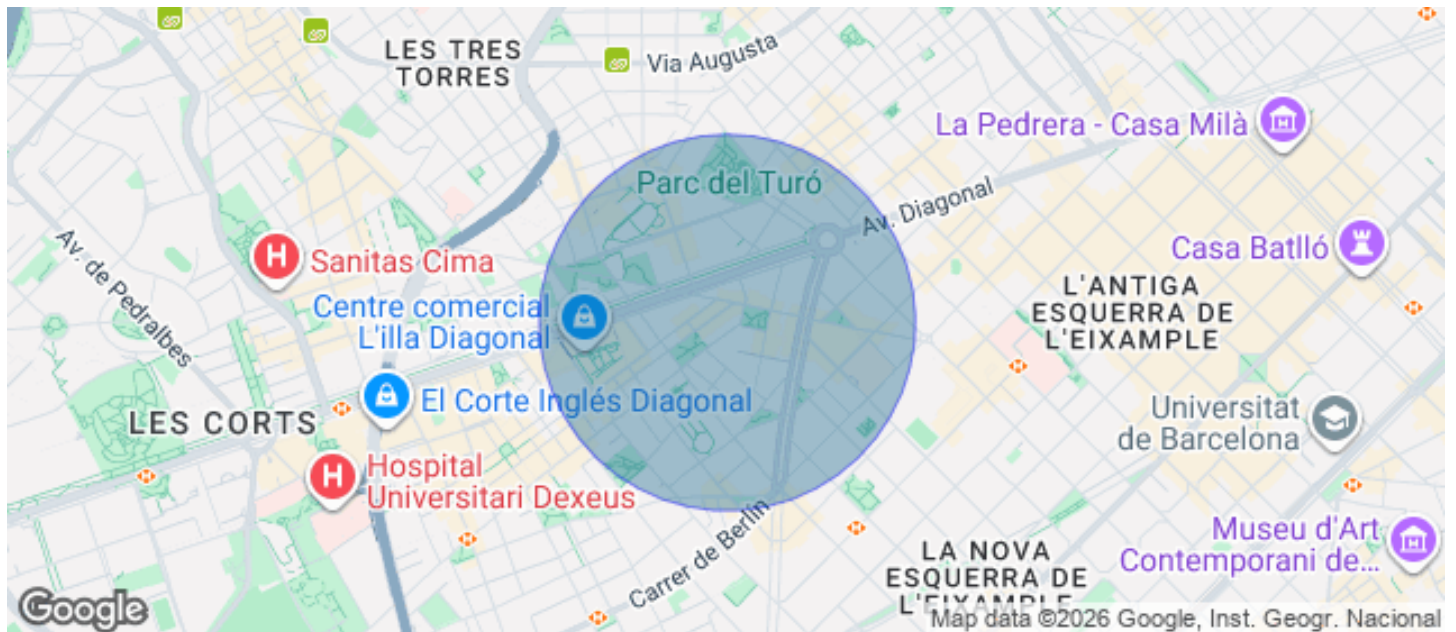 LES TRES
TORRES
Via Augusta
La Pedrera - Casa Milà
Parc del Turó
Av. Diagonal
Av. de Pedralbes
Sanitas Cima
Casa Batlló
Centre comercial
L'illa Diagonal
L'ANTIGA
ESQUERRA DE
L'EIXAMPLE
El Corte Inglés Diagonal
LES CORTS
Universitat
de Barcelona
Hospital
Universitari Dexeus
Carrer de Berlín
Museu d'Art
Contemporani de...
LA NOVA
ESQUERRA DE
L'EIXAMPLE
Google
Map data ©2026 Google, Inst. Geogr. Nacional